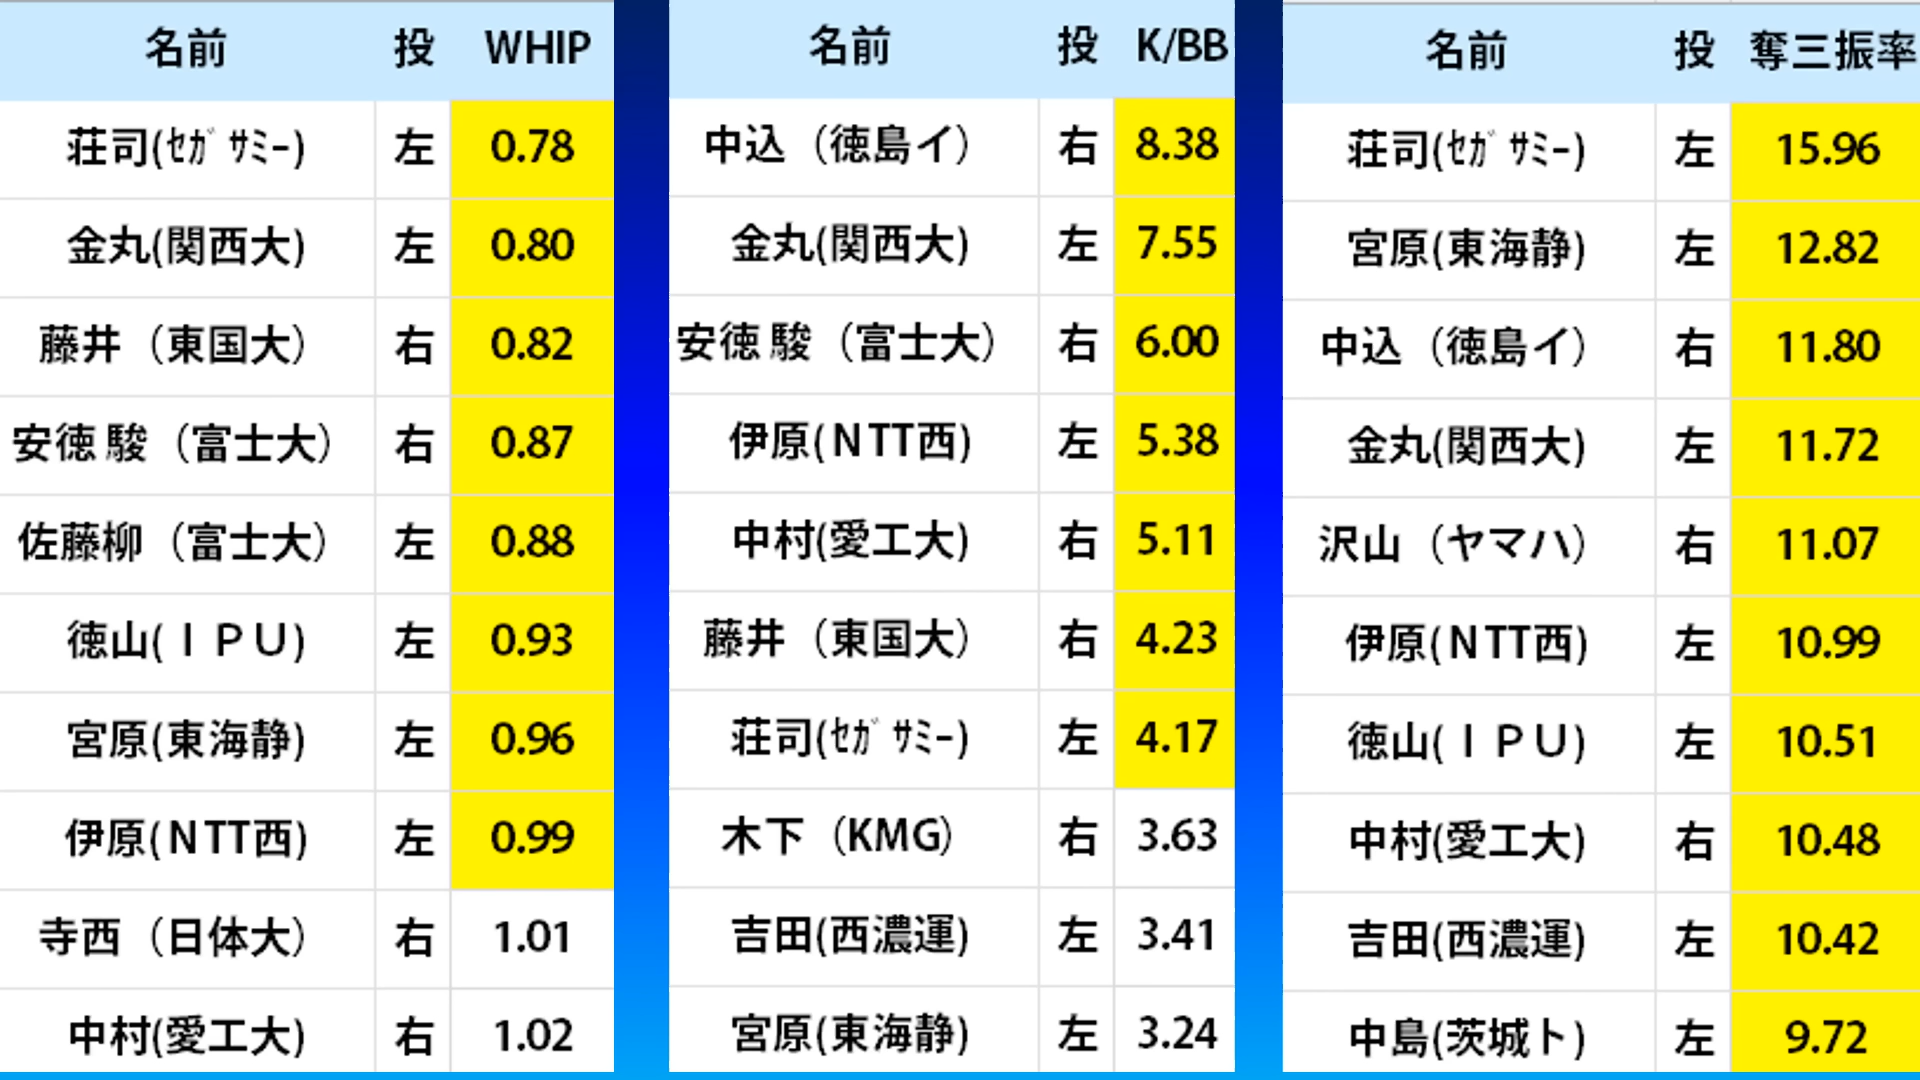 名前 投 WHIP
荘司(ｾｶﾞｻﾐｰ) 左 0.78
金丸(関西大) 左 0.80
藤井（東国大） 右 0.82
安徳 駿（富士大） 右 0.87
佐藤柳（富士大） 左 0.88
徳山(ＩＰＵ) 左 0.93
宮原(東海静) 左 0.96
伊原(ＮTT西) 左 0.99
寺西（日体大） 右 1.01
中村(愛工大) 右 1.02
名前 投 K/BB
中込（徳島イ） 右 8.38
金丸(関西大) 左 7.55
安徳 駿（富士大） 右 6.00
伊原(ＮTT西) 左 5.38
中村(愛工大) 右 5.11
藤井（東国大） 右 4.23
荘司(ｾｶﾞｻﾐｰ) 左 4.17
木下（KMG） 右 3.63
吉田(西濃運) 左 3.41
宮原(東海静) 左 3.24
名前 投 奪三振率
荘司(ｾｶﾞｻﾐｰ) 左 15.96
宮原(東海静) 左 12.82
中込（徳島イ） 右 11.80
金丸(関西大) 左 11.72
沢山（ヤマハ） 右 11.07
伊原(ＮTT西) 左 10.99
徳山(ＩＰＵ) 左 10.51
中村(愛工大) 右 10.48
吉田(西濃運) 左 10.42
中島(茨城ト) 左 9.72